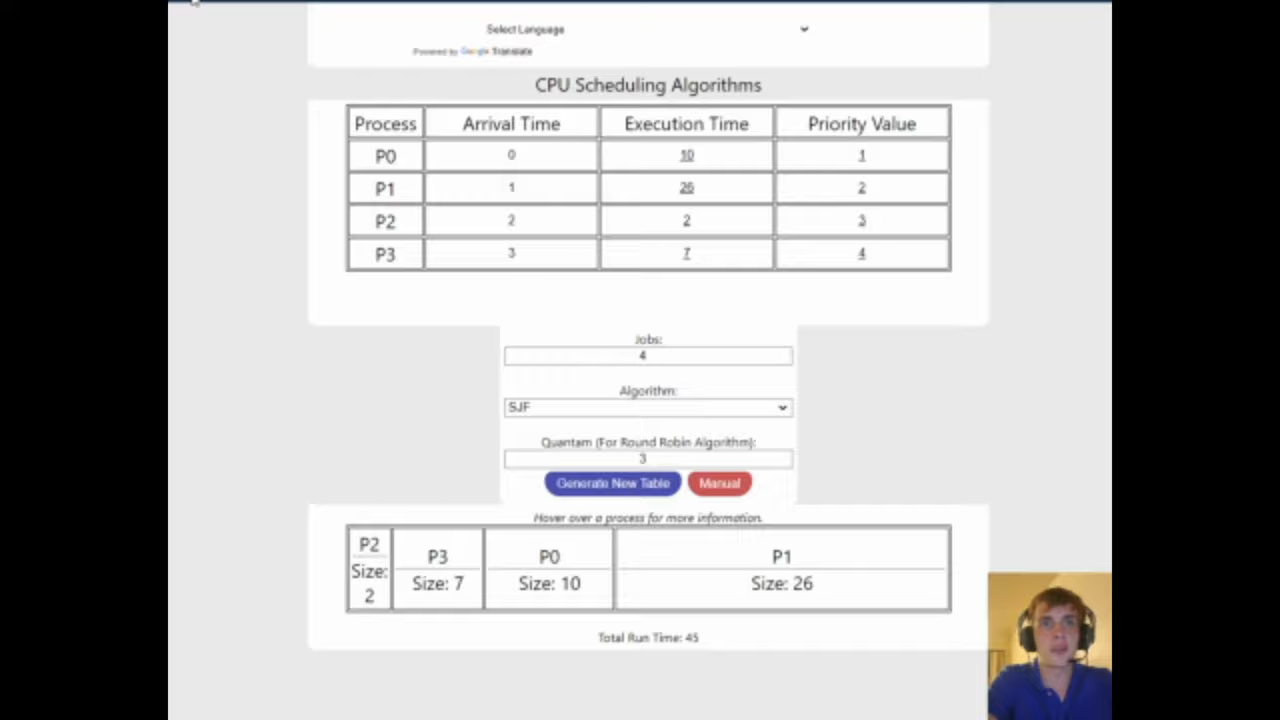 Select Language
Powered by Google Translate
CPU Scheduling Algorithms
Process Arrival Time Execution Time Priority Value
P0 0 10 1
P1 1 26 2
P2 2 2 3
P3 3 7 4
Jobs:
4
Algorithm:
SJF
Quantam (For Round Robin Algorithm):
3
Generate New Table Manual
Hover over a process for more information.
P2 P3 P0 P1
Size: 2 Size: 7 Size: 10 Size: 26
Total Run Time: 45